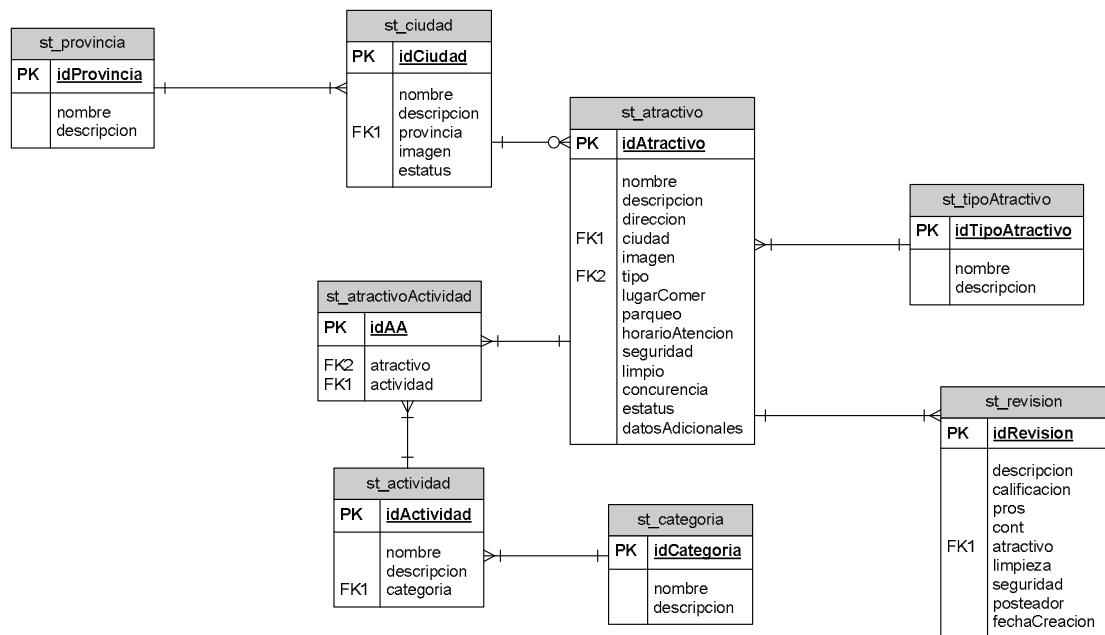 st_provincia
PK idProvincia
nombre
descripcion
st_ciudad
PK idCiudad
nombre
descripcion
FK1 provincia
imagen
estatus
st_atractivo
PK idAtractivo
nombre
descripcion
direccion
FK1 ciudad
imagen
FK2 tipo
lugarComer
parqueo
horarioAtencion
seguridad
limpio
concurencia
estatus
datosAdicionales
st_tipoAtractivo
PK idTipoAtractivo
nombre
descripcion
st_atractivoActividad
PK idAA
FK2 atractivo
FK1 actividad
st_revision
PK idRevision
descripcion
calificacion
pros
cont
FK1 atractivo
limpieza
seguridad
posteador
fechaCreacion
st_actividad
PK idActividad
nombre
descripcion
FK1 categoria
st_categoria
PK idCategoria
nombre
descripcion